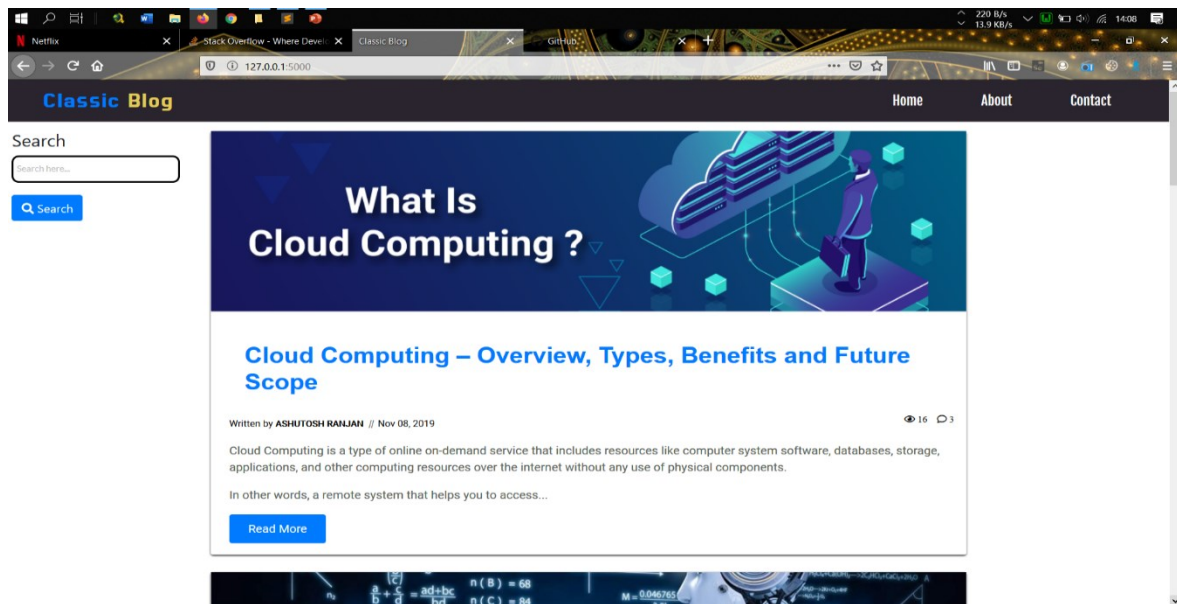 220 B/s
13.9 KB/s
14:08
Netflix
Stack Overflow - Where Develo
Classic Blog
GitHub
127.0.0.1:5000
Classic Blog
Home
About
Contact
Search
Search here...
Search
What Is
Cloud Computing ?
Cloud Computing – Overview, Types, Benefits and Future
Scope
Written by ASHUTOSH RANJAN // Nov 08, 2019
16 3
Cloud Computing is a type of online on-demand service that includes resources like computer system software, databases, storage,
applications, and other computing resources over the internet without any use of physical components.
In other words, a remote system that helps you to access...
Read More
n ( B ) = 68
n ( C ) = 84
M = 0.046765